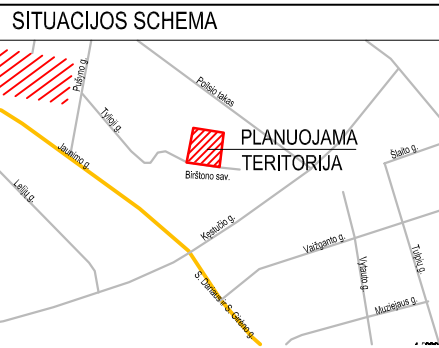 SITUACIJOS SCHEMA
Pušyno g.
Poilsio takas
Tylioji g.
PLANUOJAMA
TERITORIJA
Birštono sav.
Jaunimo g.
Šlaito g.
Lelijų g.
Kęstučio g.
Vaižganto g.
Tulpių g.
Vytauto g.
S. Dariaus ir S. Girėno g.
Muziejaus g.